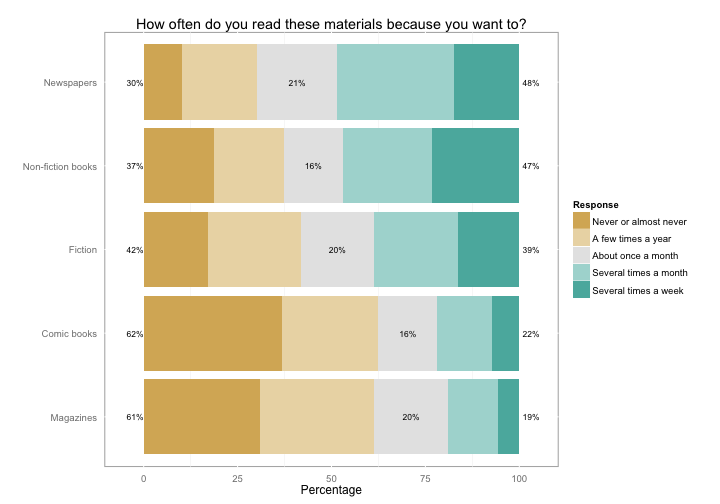 How often do you read these materials because you want to?
Newspapers 30% 21% 48%
Non-fiction books 37% 16% 47%
Fiction 42% 20% 39%
Comic books 62% 16% 22%
Magazines 61% 20% 19%
0 25 50 75 100
Percentage
Response
Never or almost never
A few times a year
About once a month
Several times a month
Several times a week